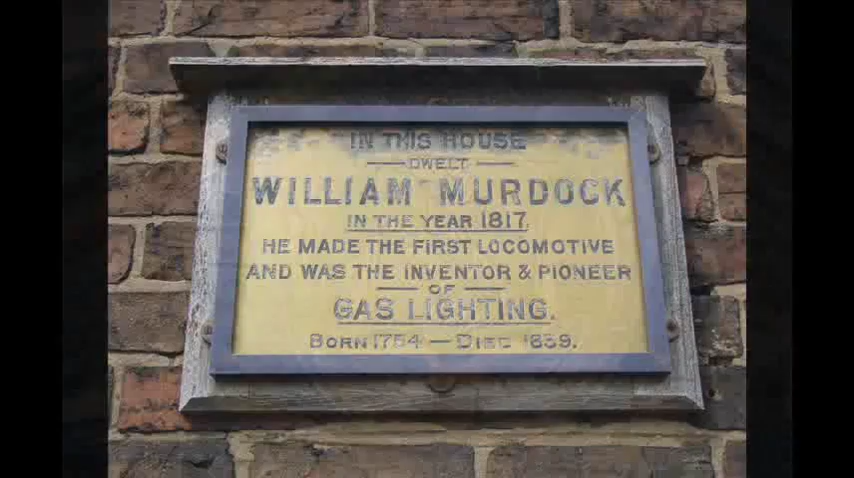 IN THIS HOUSE
DWELT
WILLIAM MURDOCK
IN THE YEAR 1817.
HE MADE THE FIRST LOCOMOTIVE
AND WAS THE INVENTOR & PIONEER
OF
GAS LIGHTING.
BORN 1754 — DIED 1839.